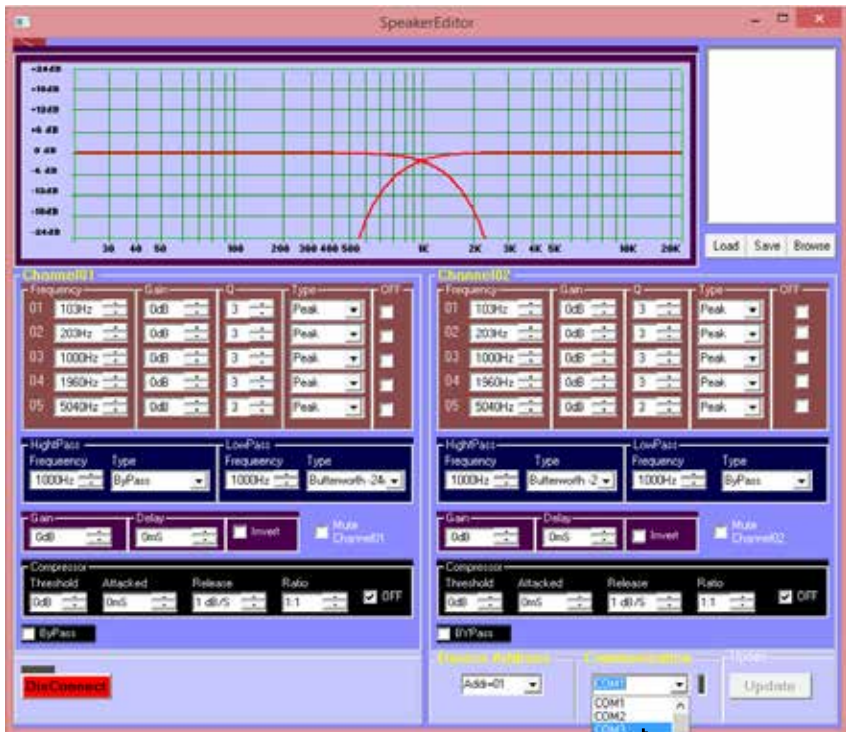 SpeakerEditor
+24dB
+18dB
+12dB
+6 dB
0 dB
-6 dB
-12dB
-18dB
-24dB
30 40 50 100 200 300 400 500 1K 2K 3K 4K 5K 10K 20K
Load Save Browse
Channel01
Frequency Gain Q Type OFF
01 103Hz 0dB 3 Peak
02 203Hz 0dB 3 Peak
03 1000Hz 0dB 3 Peak
04 1960Hz 0dB 3 Peak
05 5040Hz 0dB 3 Peak
HightPass LowPass
Frequeency Type Frequeency Type
1000Hz ByPass 1000Hz Butterworth -24
Gain Delay
0dB 0mS Invert Mute
Channel01
Compressor
Threshold Attacked Release Ratio
0dB 0mS 1 dB/S 1:1 OFF
ByPass
Channel02
Frequency Gain Q Type OFF
01 103Hz 0dB 3 Peak
02 203Hz 0dB 3 Peak
03 1000Hz 0dB 3 Peak
04 1960Hz 0dB 3 Peak
05 5040Hz 0dB 3 Peak
HightPass LowPass
Frequeency Type Frequeency Type
1000Hz Butterworth -2 1000Hz ByPass
Gain Delay
0dB 0mS Invert Mute
Channel02
Compressor
Threshold Attacked Release Ratio
0dB 0mS 1 dB/S 1:1 OFF
BYPass
DisConnect
Device Address Communication
Addr=01 COM1 Update
COM1
COM2
COM3